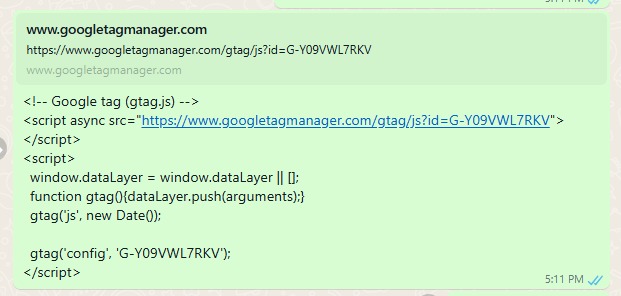 www.googletagmanager.com
https://www.googletagmanager.com/gtag/js?id=G-Y09VWL7RKV
www.googletagmanager.com
<!-- Google tag (gtag.js) -->
<script async src="https://www.googletagmanager.com/gtag/js?id=G-Y09VWL7RKV">
</script>
<script>
  window.dataLayer = window.dataLayer || [];
  function gtag(){dataLayer.push(arguments);}
  gtag('js', new Date());

  gtag('config', 'G-Y09VWL7RKV');
</script>
5:11 PM